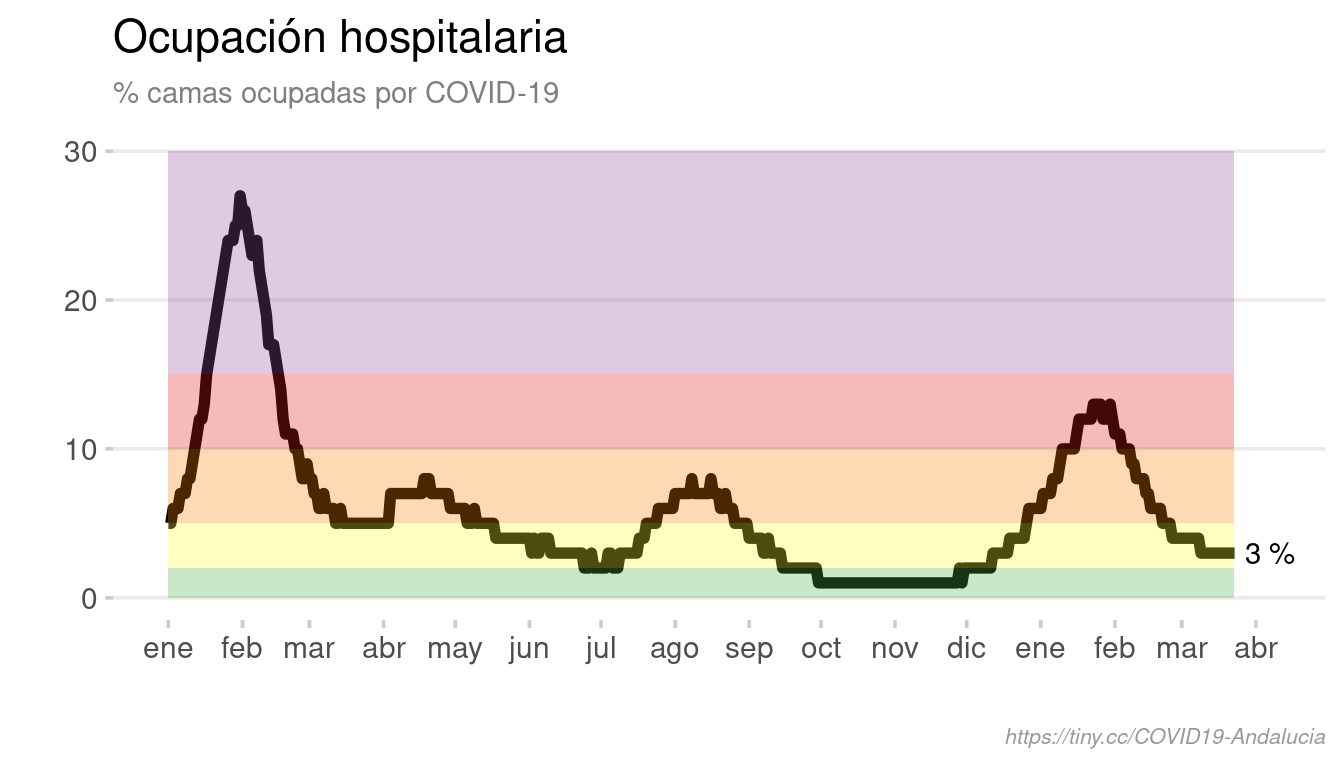 Ocupación hospitalaria
% camas ocupadas por COVID-19
30
20
10
0
3 %
ene feb mar abr may jun jul ago sep oct nov dic ene feb mar abr
https://tiny.cc/COVID19-Andalucia